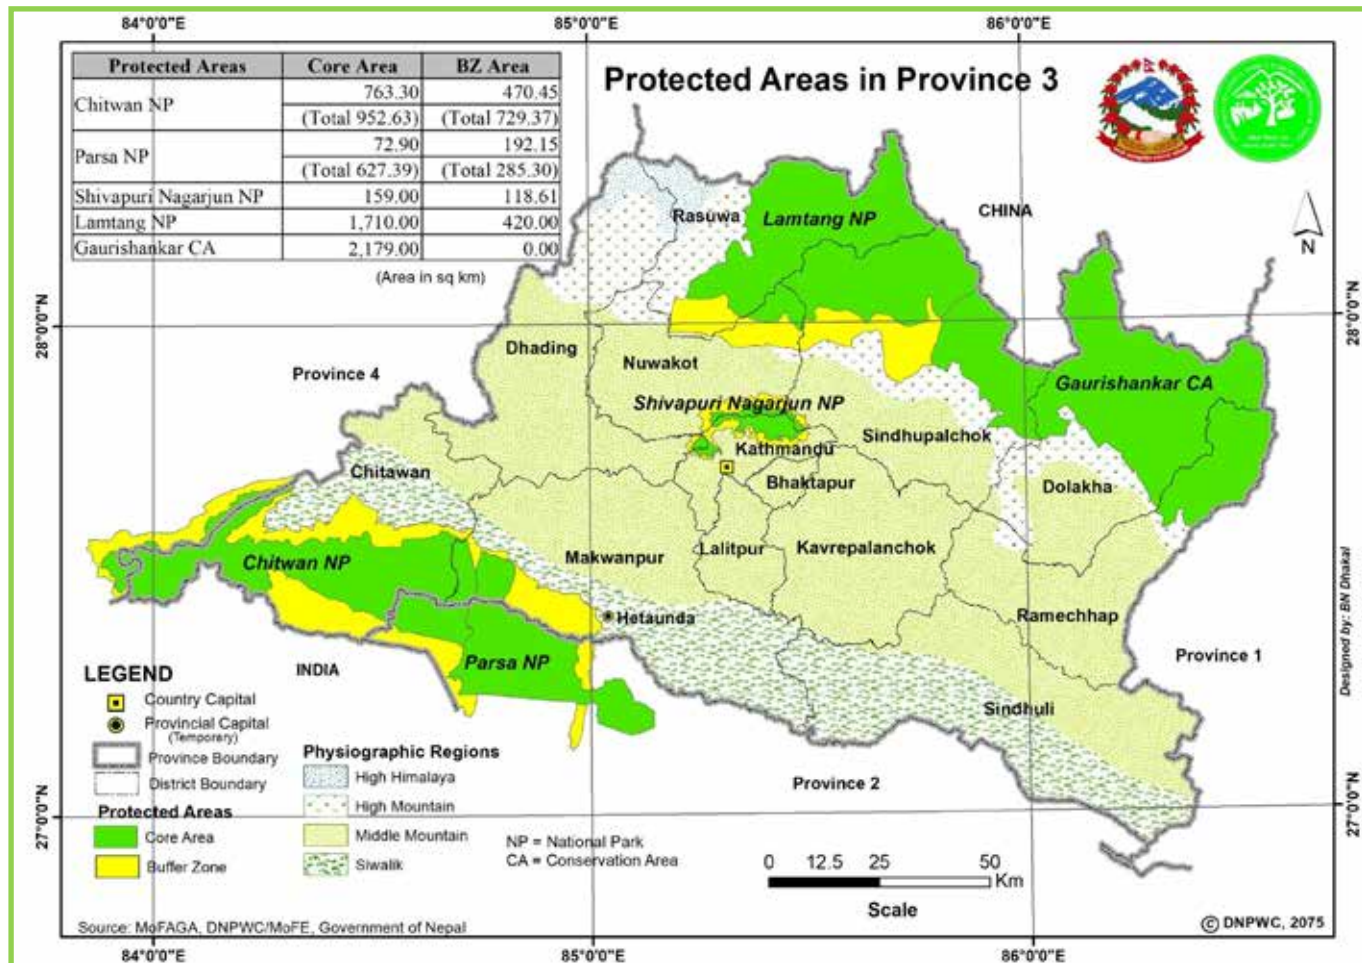 84°0'0"E 85°0'0"E 86°0'0"E
Protected Areas in Province 3
Protected Areas Core Area BZ Area
Chitwan NP 763.30 470.45
(Total 952.63) (Total 729.37)
Parsa NP 72.90 192.15
(Total 627.39) (Total 285.30)
Shivapuri Nagarjun NP 159.00 118.61
Lamtang NP 1,710.00 420.00
Gaurishankar CA 2,179.00 0.00
(Area in sq km)
Rasuwa
Lamtang NP
CHINA
N
28°0'0"N 28°0'0"N
Dhading
Nuwakot
Province 4
Gaurishankar CA
Shivapuri Nagarjun NP
Sindhupalchok
Kathmandu
Chitawan
Bhaktapur
Dolakha
Makwanpur
Lalitpur
Kavrepalanchok
Chitwan NP
Hetaunda
Ramechhap
Parsa NP
INDIA
Province 1
Sindhuli
Province 2
Designed by: BN Dhakal
LEGEND
Country Capital
Provincial Capital
(Temporary)
Province Boundary
District Boundary
Protected Areas
Core Area
Buffer Zone
Physiographic Regions
High Himalaya
High Mountain
Middle Mountain
Siwalik
NP = National Park
CA = Conservation Area
27°0'0"N 27°0'0"N
0 12.5 25 50
Km
Scale
Source: MoFAGA, DNPWC/MoFE, Government of Nepal
© DNPWC, 2075
84°0'0"E 85°0'0"E 86°0'0"E